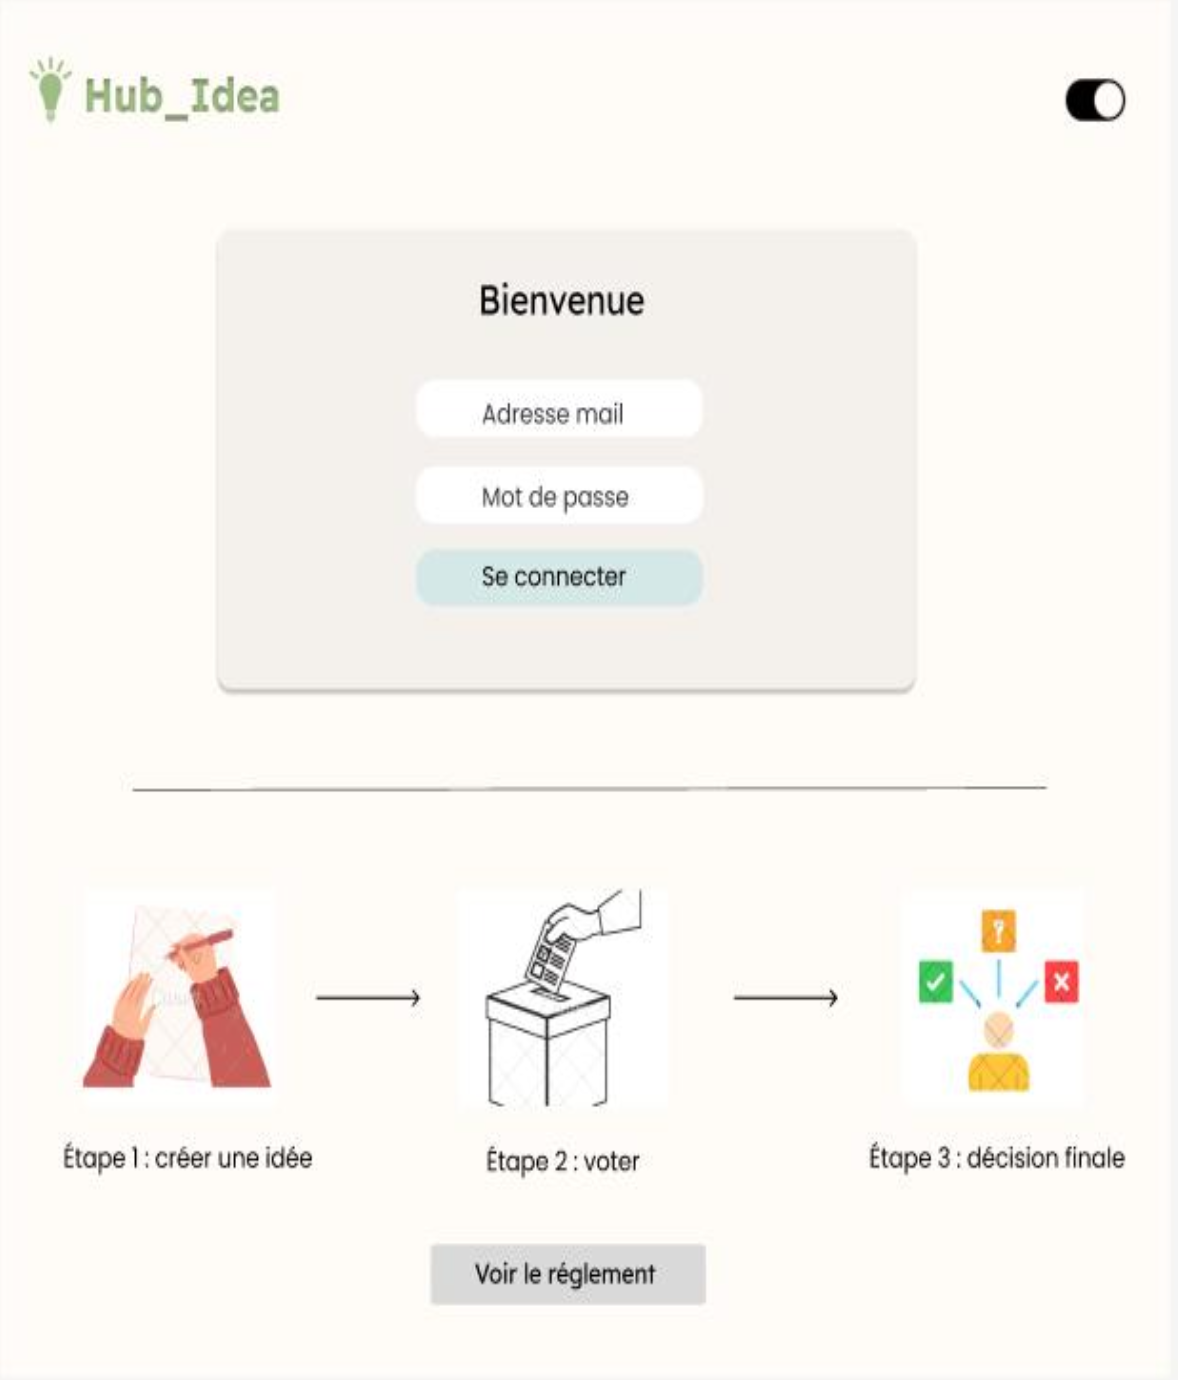 Hub_Idea
Bienvenue
Adresse mail
Mot de passe
Se connecter
Étape 1 : créer une idée
Étape 2 : voter
Étape 3 : décision finale
Voir le réglement